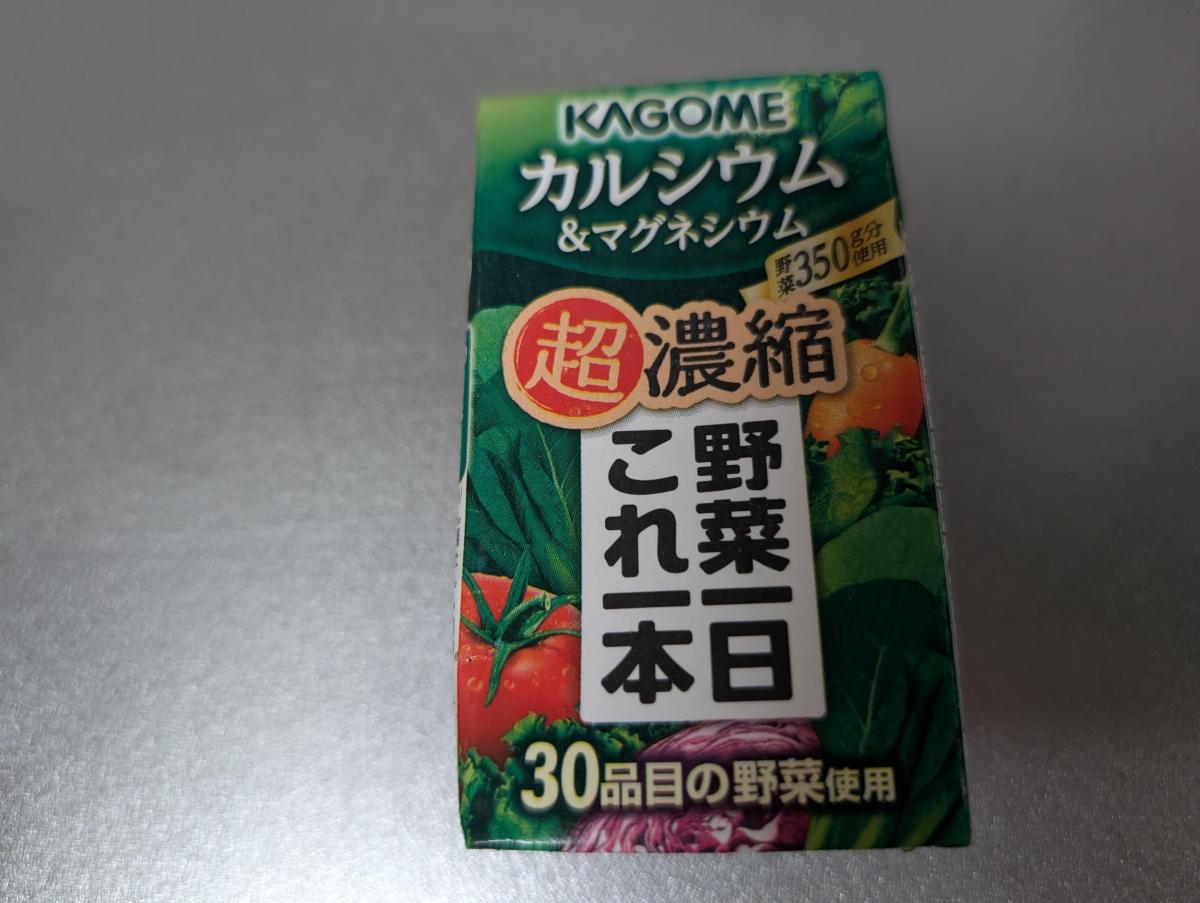 KAGOME
カルシウム
&マグネシウム
野菜350g分使用
超濃縮
野菜一日
これ一本
30品目の野菜使用